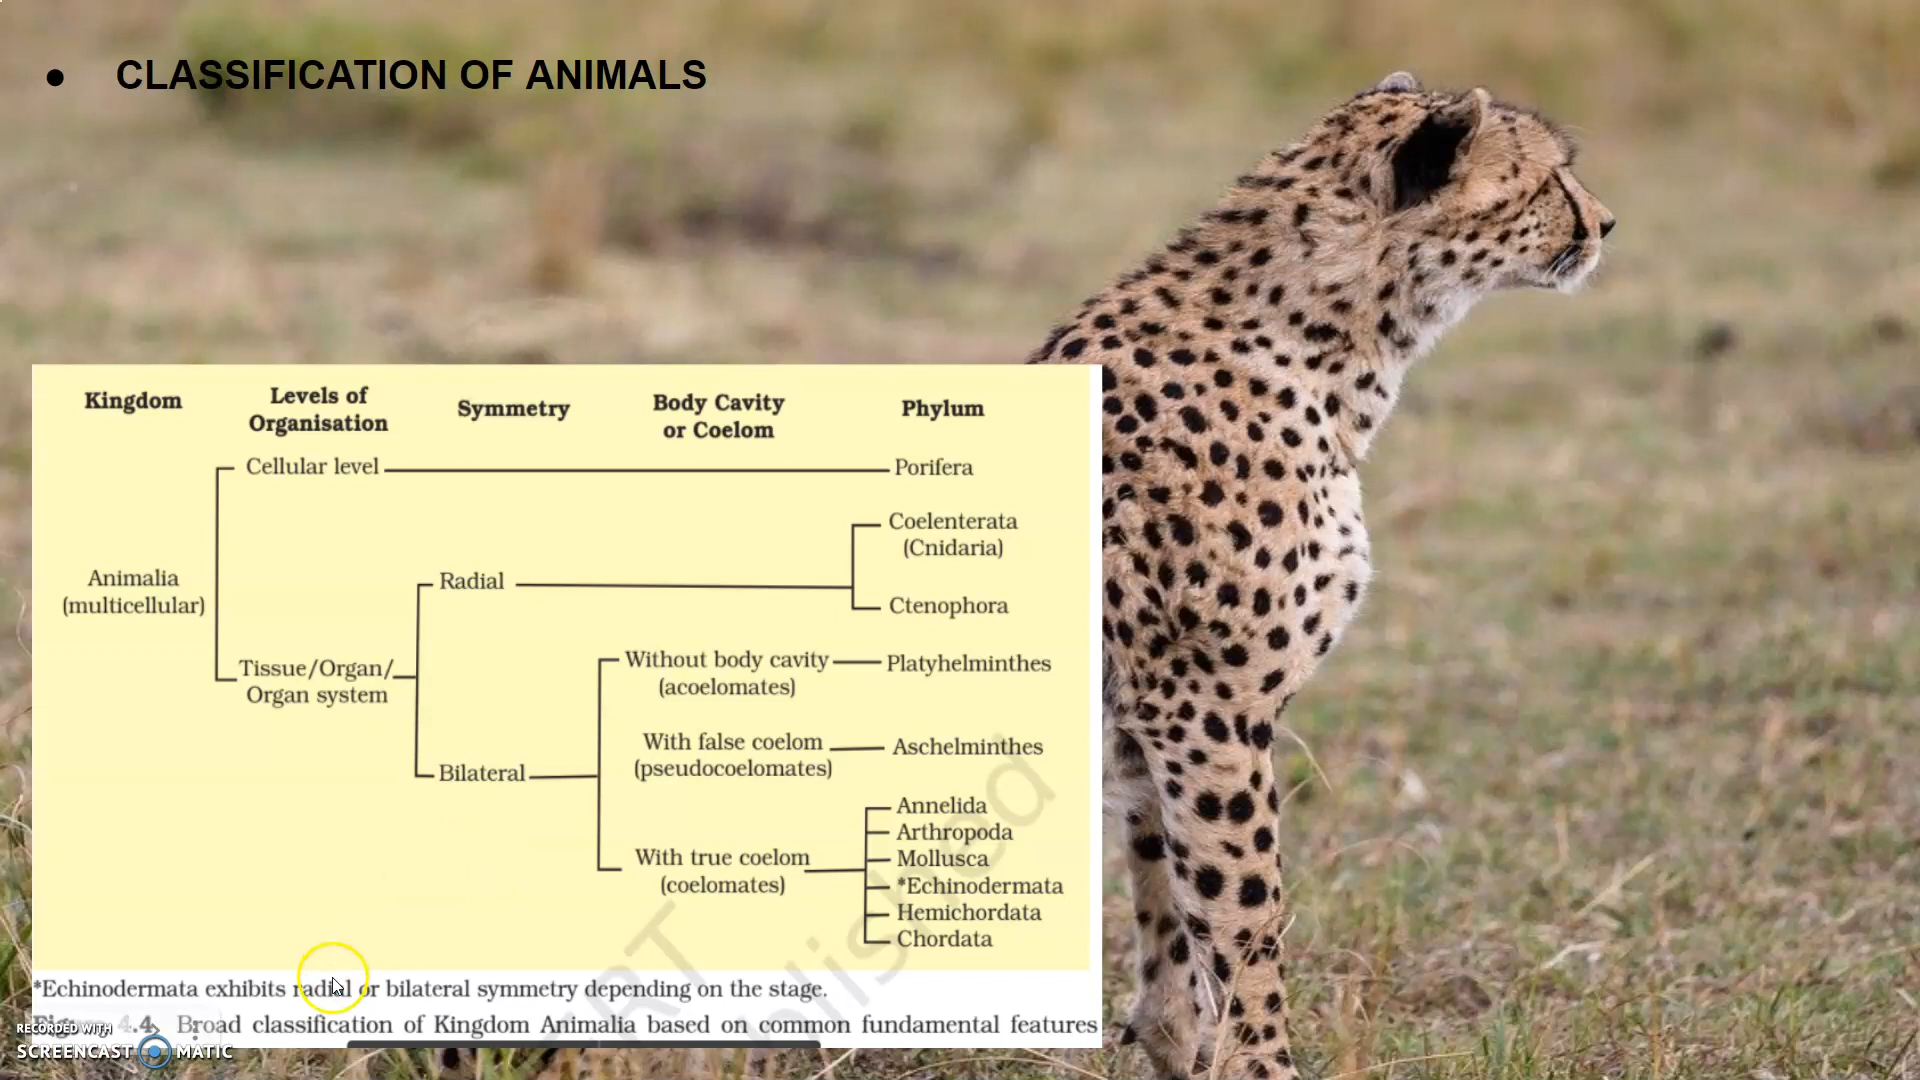 ● CLASSIFICATION OF ANIMALS
Kingdom
Levels of
Organisation
Symmetry
Body Cavity
or Coelom
Phylum
Cellular level
Porifera
Coelenterata
(Cnidaria)
Animalia
(multicellular)
Radial
Ctenophora
Tissue/Organ/
Organ system
Without body cavity
(acoelomates)
Platyhelminthes
With false coelom
(pseudocoelomates)
Aschelminthes
Bilateral
With true coelom
(coelomates)
Annelida
Arthropoda
Mollusca
*Echinodermata
Hemichordata
Chordata
*Echinodermata exhibits radial or bilateral symmetry depending on the stage.
Figure 4.4 Broad classification of Kingdom Animalia based on common fundamental features
RECORDED WITH
SCREENCAST MATIC